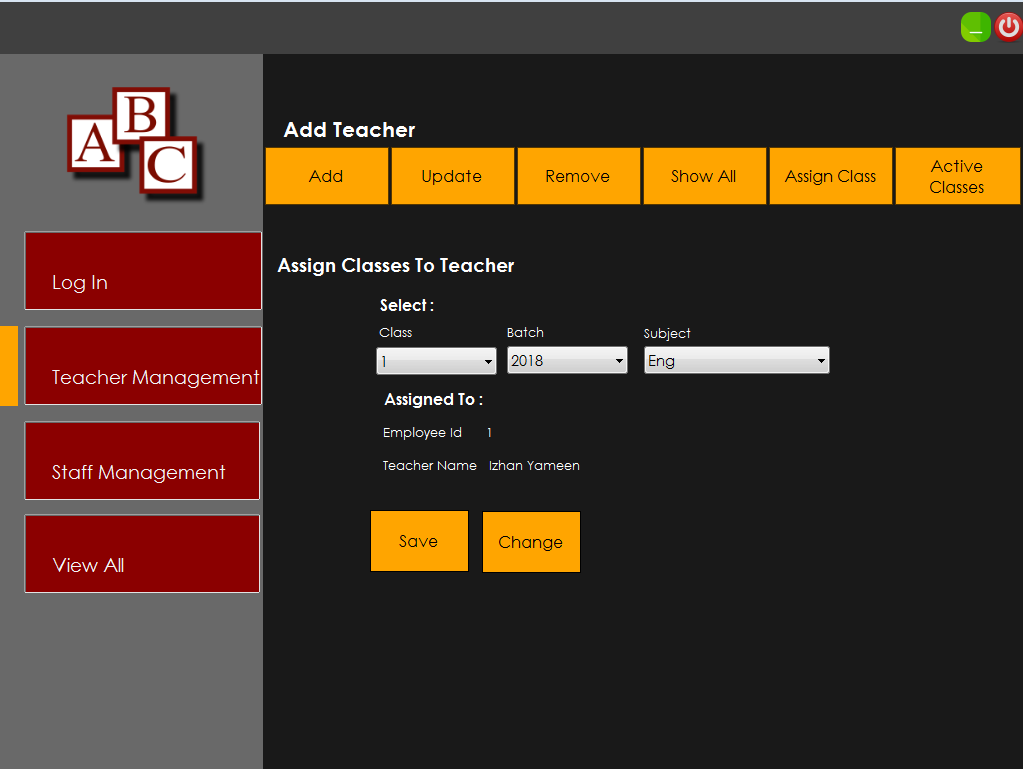 A
B
C
Log In
Teacher Management
Staff Management
View All
Add Teacher
Add
Update
Remove
Show All
Assign Class
Active
Classes
Assign Classes To Teacher
Select :
Class
Batch
Subject
1
2018
Eng
Assigned To :
Employee Id 1
Teacher Name Izhan Yameen
Save
Change